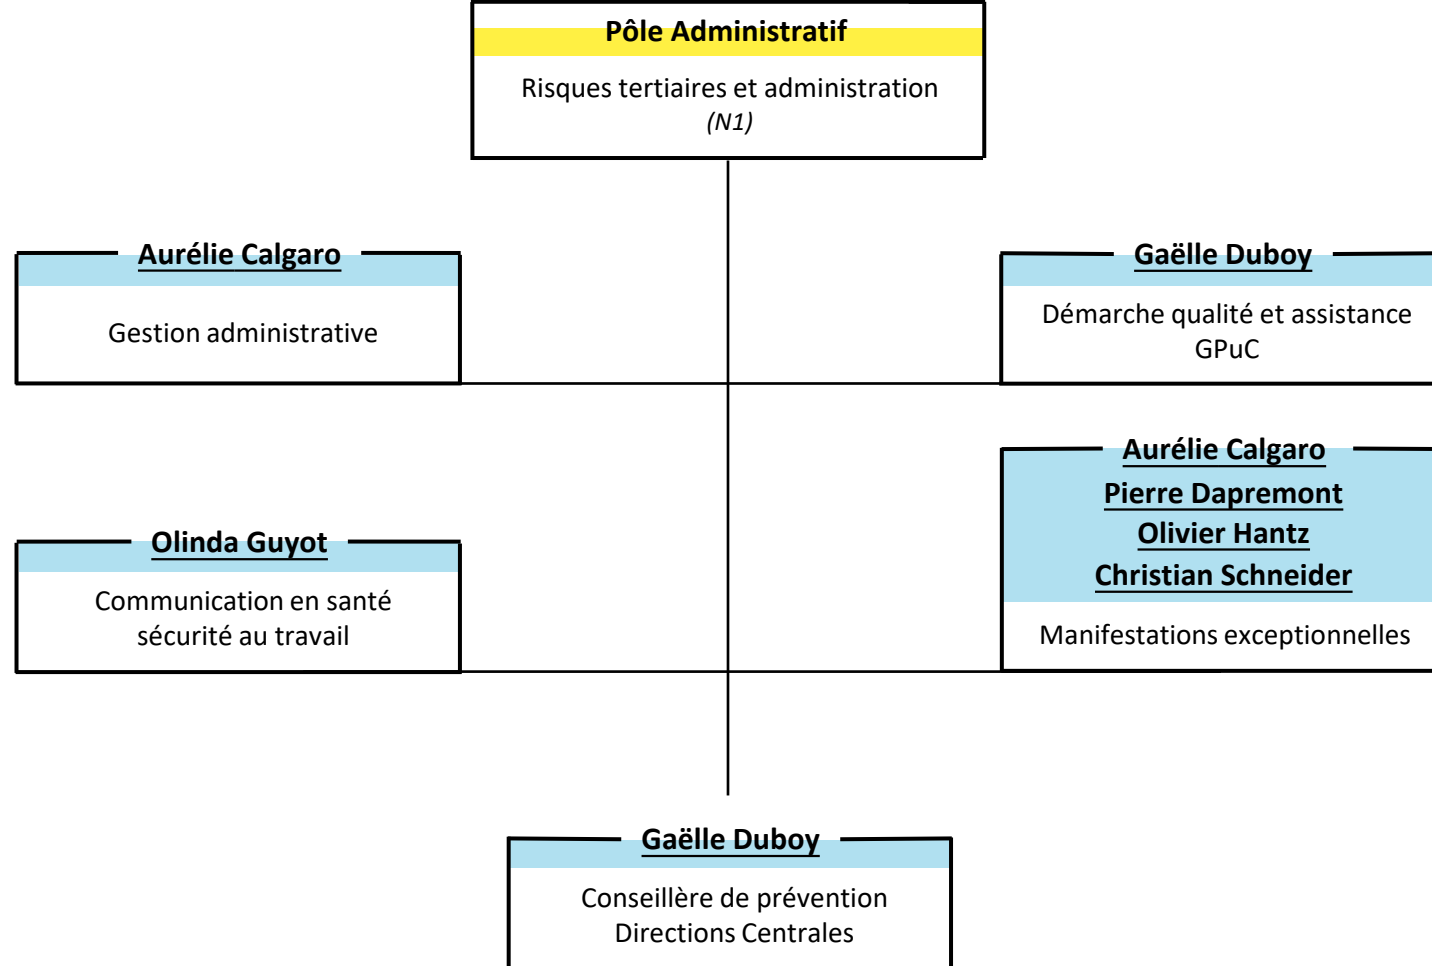 Pôle Administratif
Risques tertiaires et administration
(N1)
Aurélie Calgaro
Gestion administrative
Gaëlle Duboy
Démarche qualité et assistance
GPuC
Olinda Guyot
Communication en santé
sécurité au travail
Aurélie Calgaro
Pierre Dapremont
Olivier Hantz
Christian Schneider
Manifestations exceptionnelles
Gaëlle Duboy
Conseillère de prévention
Directions Centrales